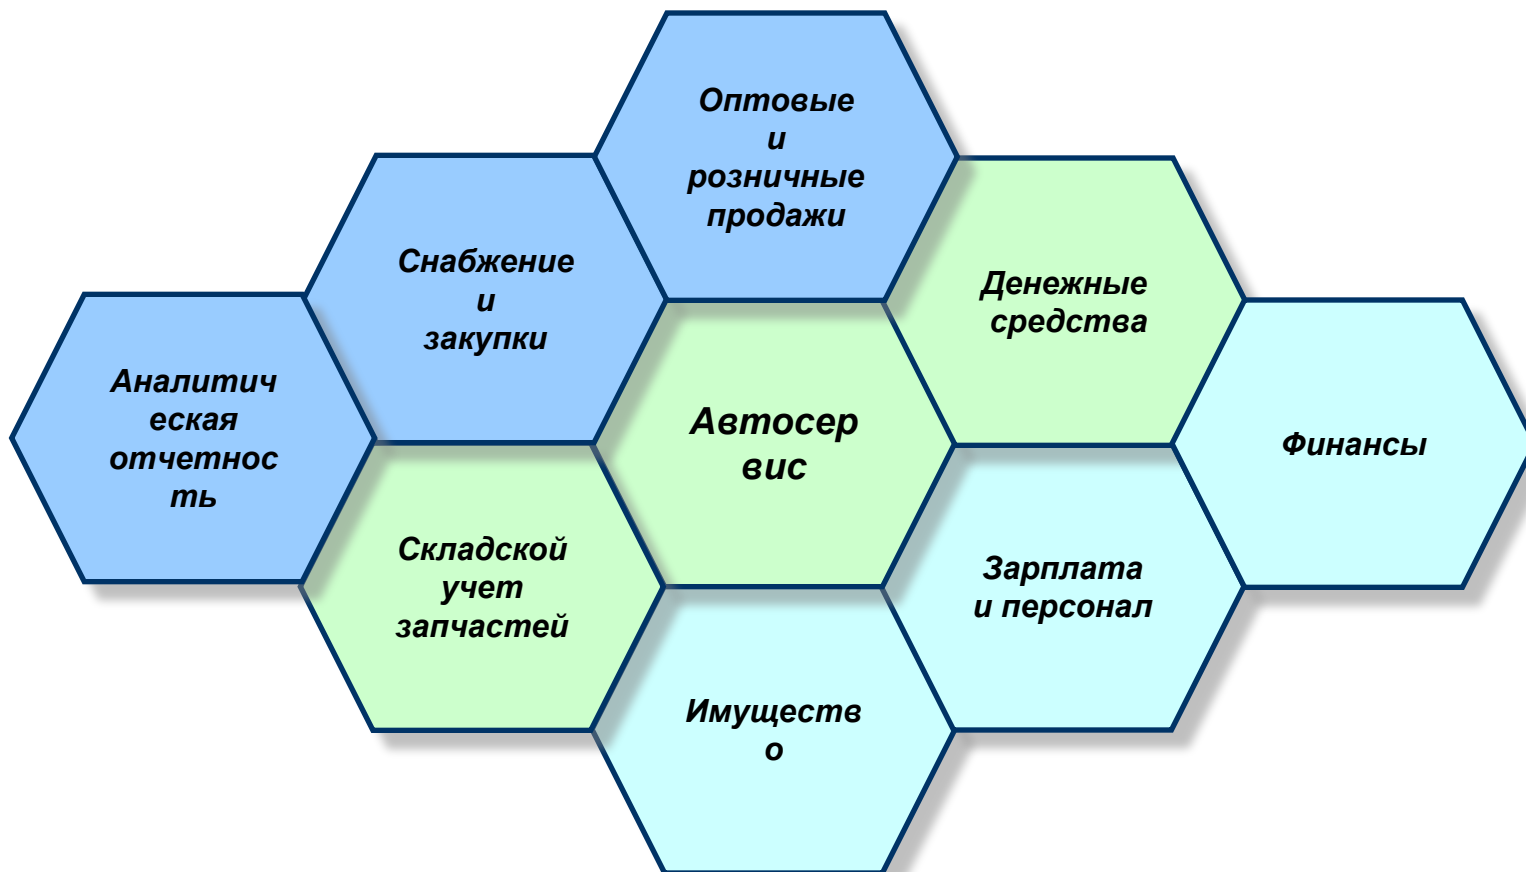 Оптовые
и
розничные
продажи
Снабжение
и
закупки
Денежные
средства
Аналитич
еская
отчетнос
ть
Автосер
вис
Финансы
Складской
учет
запчастей
Зарплата
и персонал
Имуществ
о